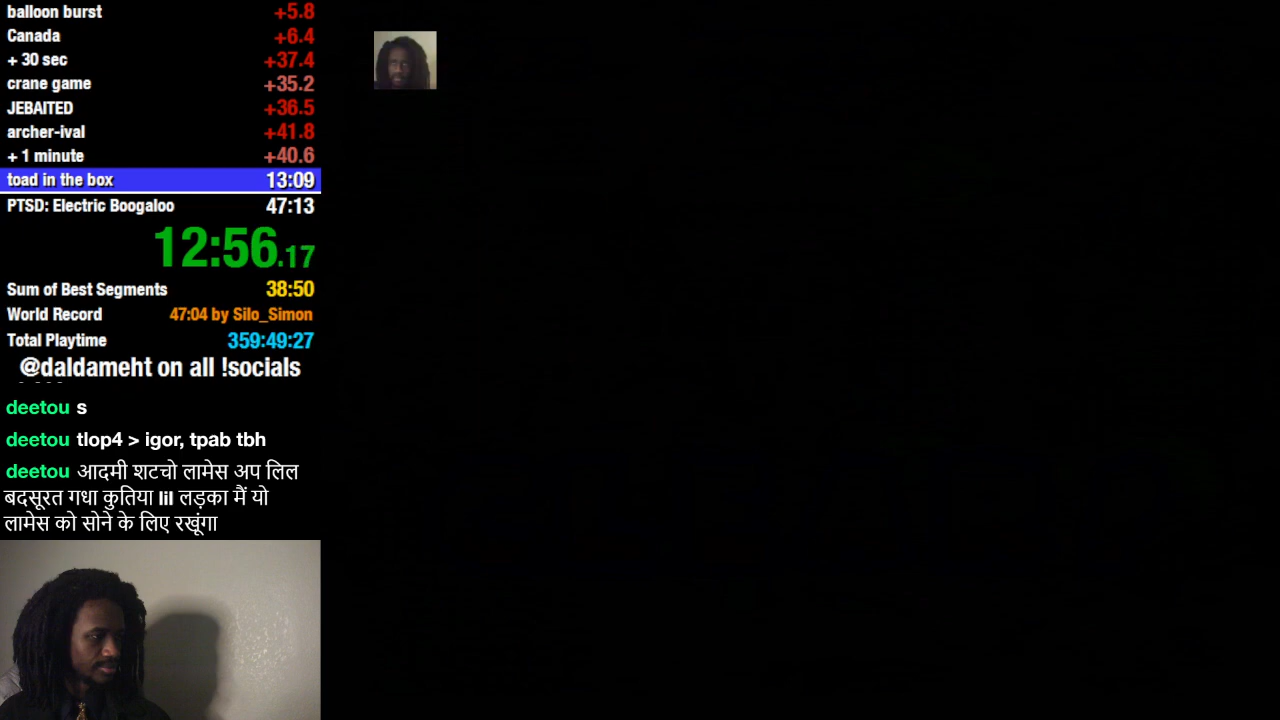 balloon burst +5.8
Canada +6.4
+ 30 sec +37.4
crane game +35.2
JEBAITED +36.5
archer-ival +41.8
+ 1 minute +40.6
toad in the box 13:09
PTSD: Electric Boogaloo 47:13
12:56.17
Sum of Best Segments 38:50
World Record 47:04 by Silo_Simon
Total Playtime 359:49:27
@daldameht on all !socials
deetou s
deetou tlop4 > igor, tpab tbh
deetou आदमी शटचो लामेस अप लिल
बदसूरत गधा कुतिया lil लड़का मैं यो
लामेस को सोने के लिए रखूंगा